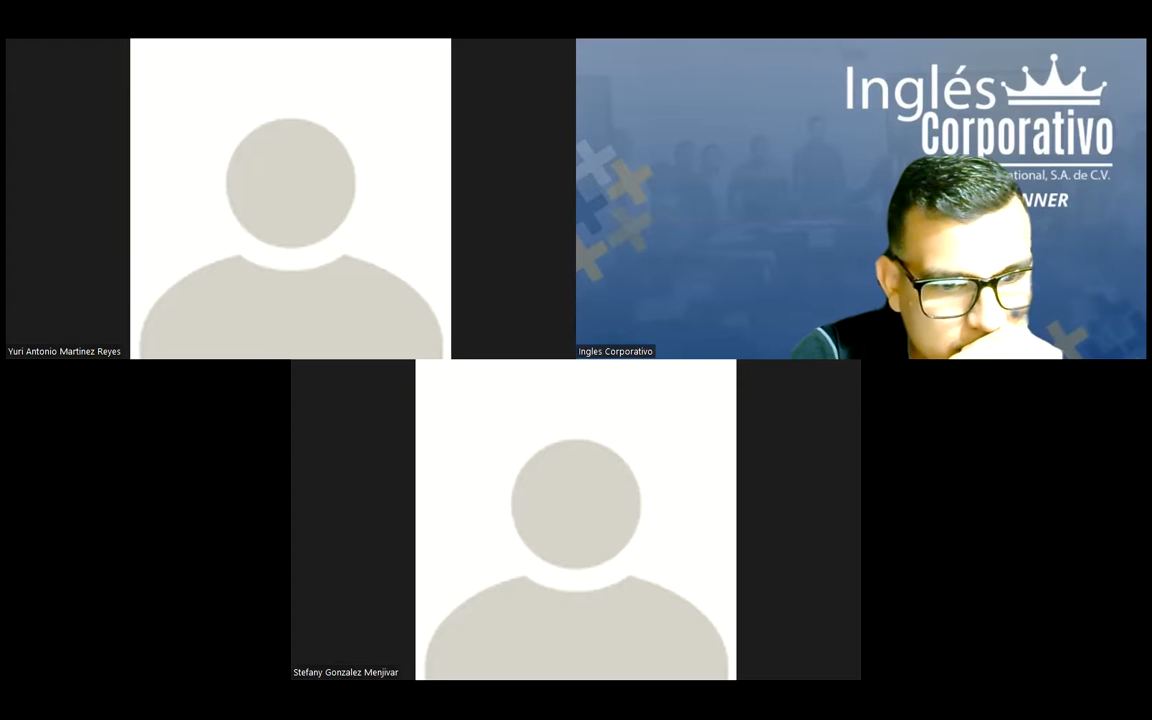 Inglés
Corporativo
ational, S.A. de C.V.
NNER
Yuri Antonio Martinez Reyes
Ingles Corporativo
Stefany Gonzalez Menjivar